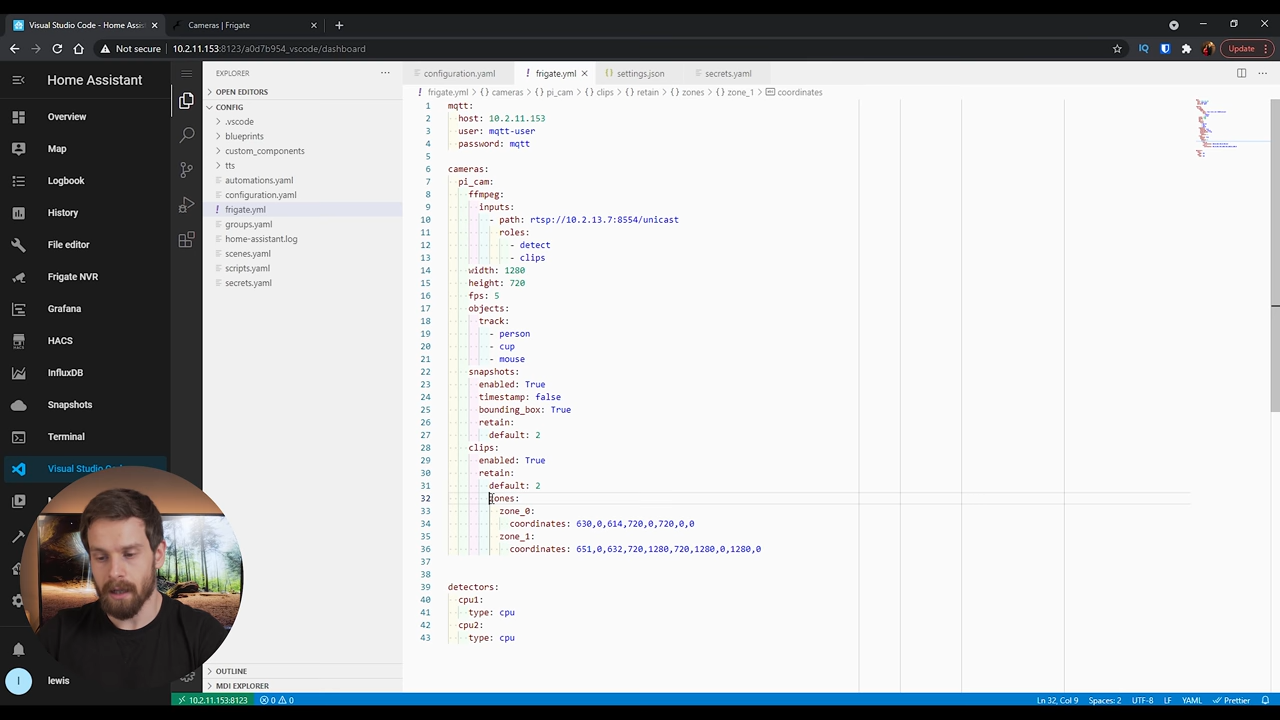 Visual Studio Code - Home Assis
Cameras | Frigate
Not secure | 10.2.11.153:8123/a0d7b954_vscode/dashboard
Update
Home Assistant
Overview
Map
Logbook
History
File editor
Frigate NVR
Grafana
HACS
InfluxDB
Snapshots
Terminal
Visual Studio Code
lewis
EXPLORER
OPEN EDITORS
CONFIG
.vscode
blueprints
custom_components
tts
automations.yaml
configuration.yaml
frigate.yml
groups.yaml
home-assistant.log
scenes.yaml
scripts.yaml
secrets.yaml
OUTLINE
MDI EXPLORER
configuration.yaml
frigate.yml
settings.json
secrets.yaml
frigate.yml > {} cameras > {} pi_cam > {} clips > {} retain > {} zones > {} zone_1 > coordinates
1 mqtt:
2 host: 10.2.11.153
3 user: mqtt-user
4 password: mqtt
5
6 cameras:
7 pi_cam:
8 ffmpeg:
9 inputs:
10 - path: rtsp://10.2.13.7:8554/unicast
11 roles:
12 - detect
13 - clips
14 width: 1280
15 height: 720
16 fps: 5
17 objects:
18 track:
19 - person
20 - cup
21 - mouse
22 snapshots:
23 enabled: True
24 timestamp: false
25 bounding_box: True
26 retain:
27 default: 2
28 clips:
29 enabled: True
30 retain:
31 default: 2
32 zones:
33 zone_0:
34 coordinates: 630,0,614,720,0,720,0,0
35 zone_1:
36 coordinates: 651,0,632,720,1280,720,1280,0,1280,0
37
38
39 detectors:
40 cpu1:
41 type: cpu
42 cpu2:
43 type: cpu
10.2.11.153:8123
0
0
Ln 32, Col 9
Spaces: 2
UTF-8
LF
YAML
Prettier